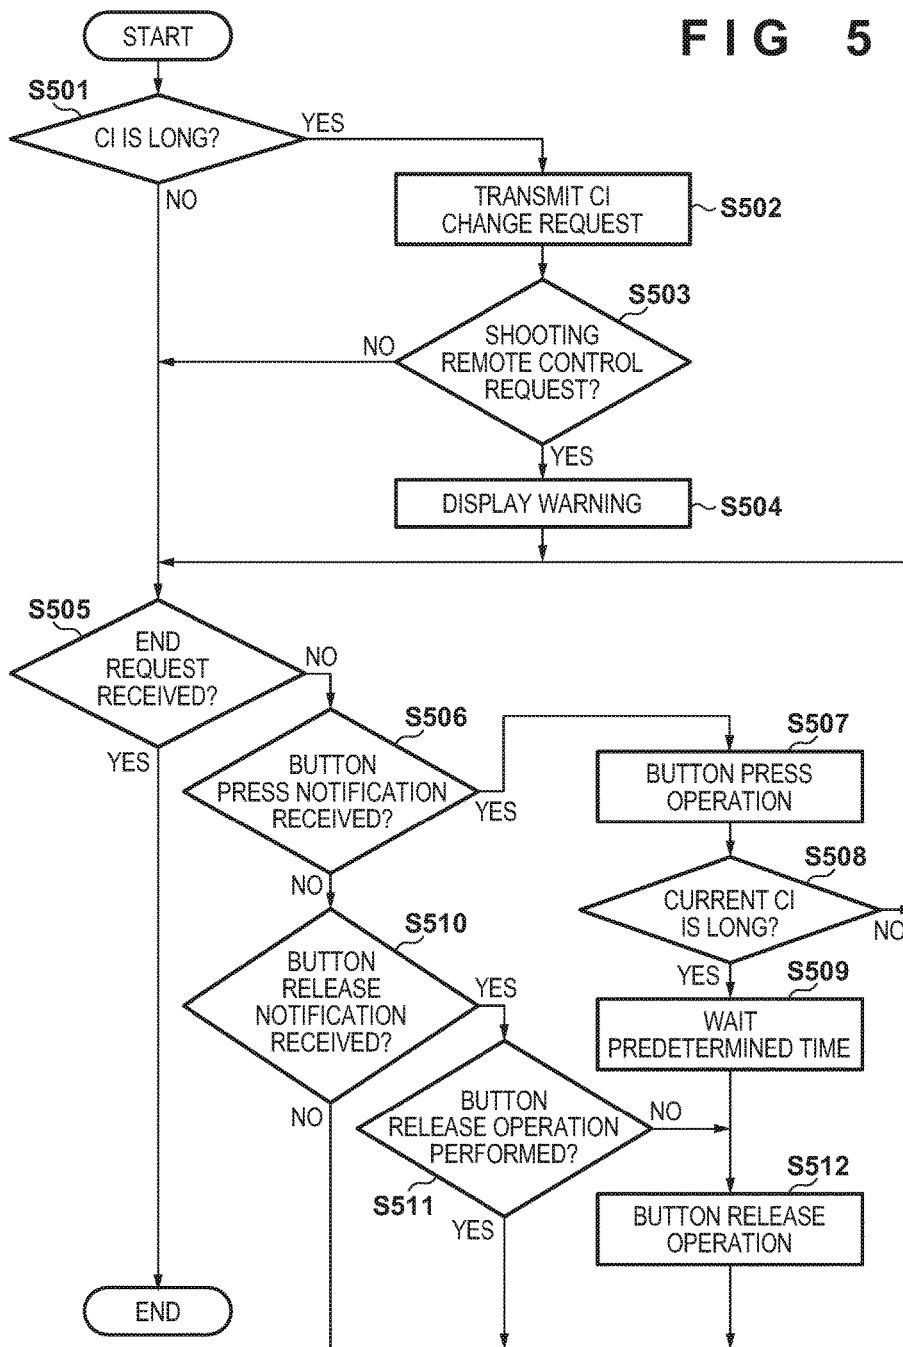 FIG 5
START
S501
CI IS LONG?
YES
NO
TRANSMIT CI
CHANGE REQUEST
S502
S503
SHOOTING
REMOTE CONTROL
REQUEST?
NO
YES
DISPLAY WARNING
S504
S505
END
REQUEST
RECEIVED?
NO
YES
S506
BUTTON
PRESS NOTIFICATION
RECEIVED?
YES
NO
S507
BUTTON PRESS
OPERATION
S508
CURRENT CI
IS LONG?
NO
YES
S509
WAIT
PREDETERMINED TIME
S510
BUTTON
RELEASE
NOTIFICATION
RECEIVED?
YES
NO
BUTTON
RELEASE OPERATION
PERFORMED?
NO
S511
YES
S512
BUTTON RELEASE
OPERATION
END